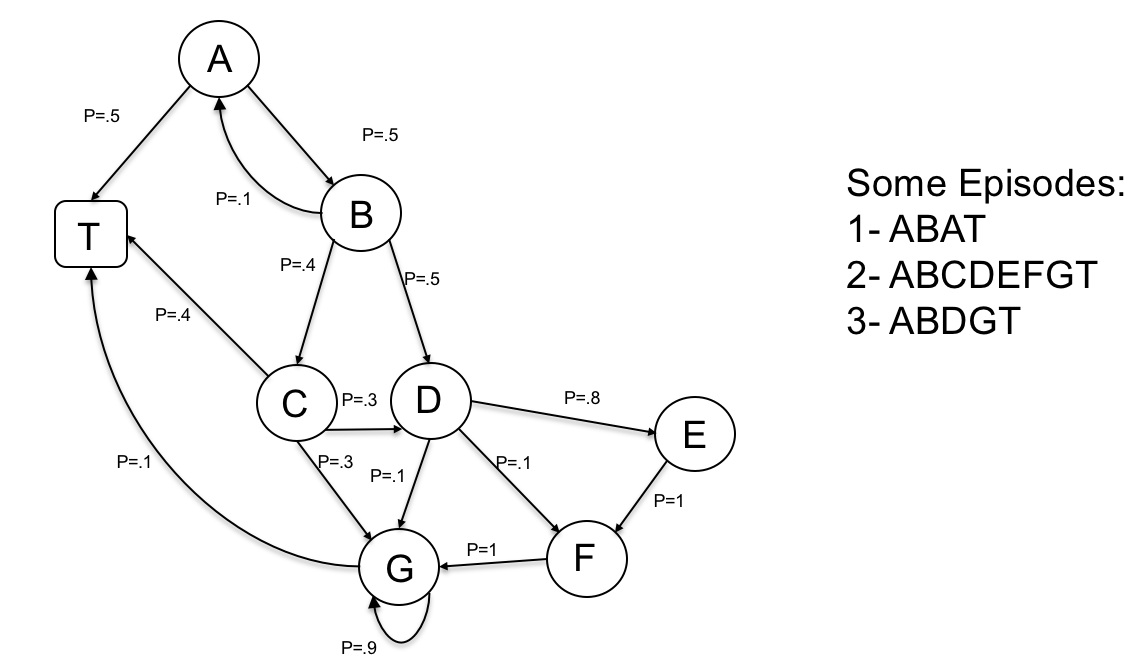 A
P=.5
P=.5
P=.1
B
T
P=.4
P=.5
P=.4
C
P=.3
D
P=.8
E
P=.1
P=.3
P=.1
P=.1
P=1
G
P=1
F
P=.9
Some Episodes:
1- ABAT
2- ABCDEFGT
3- ABDGT